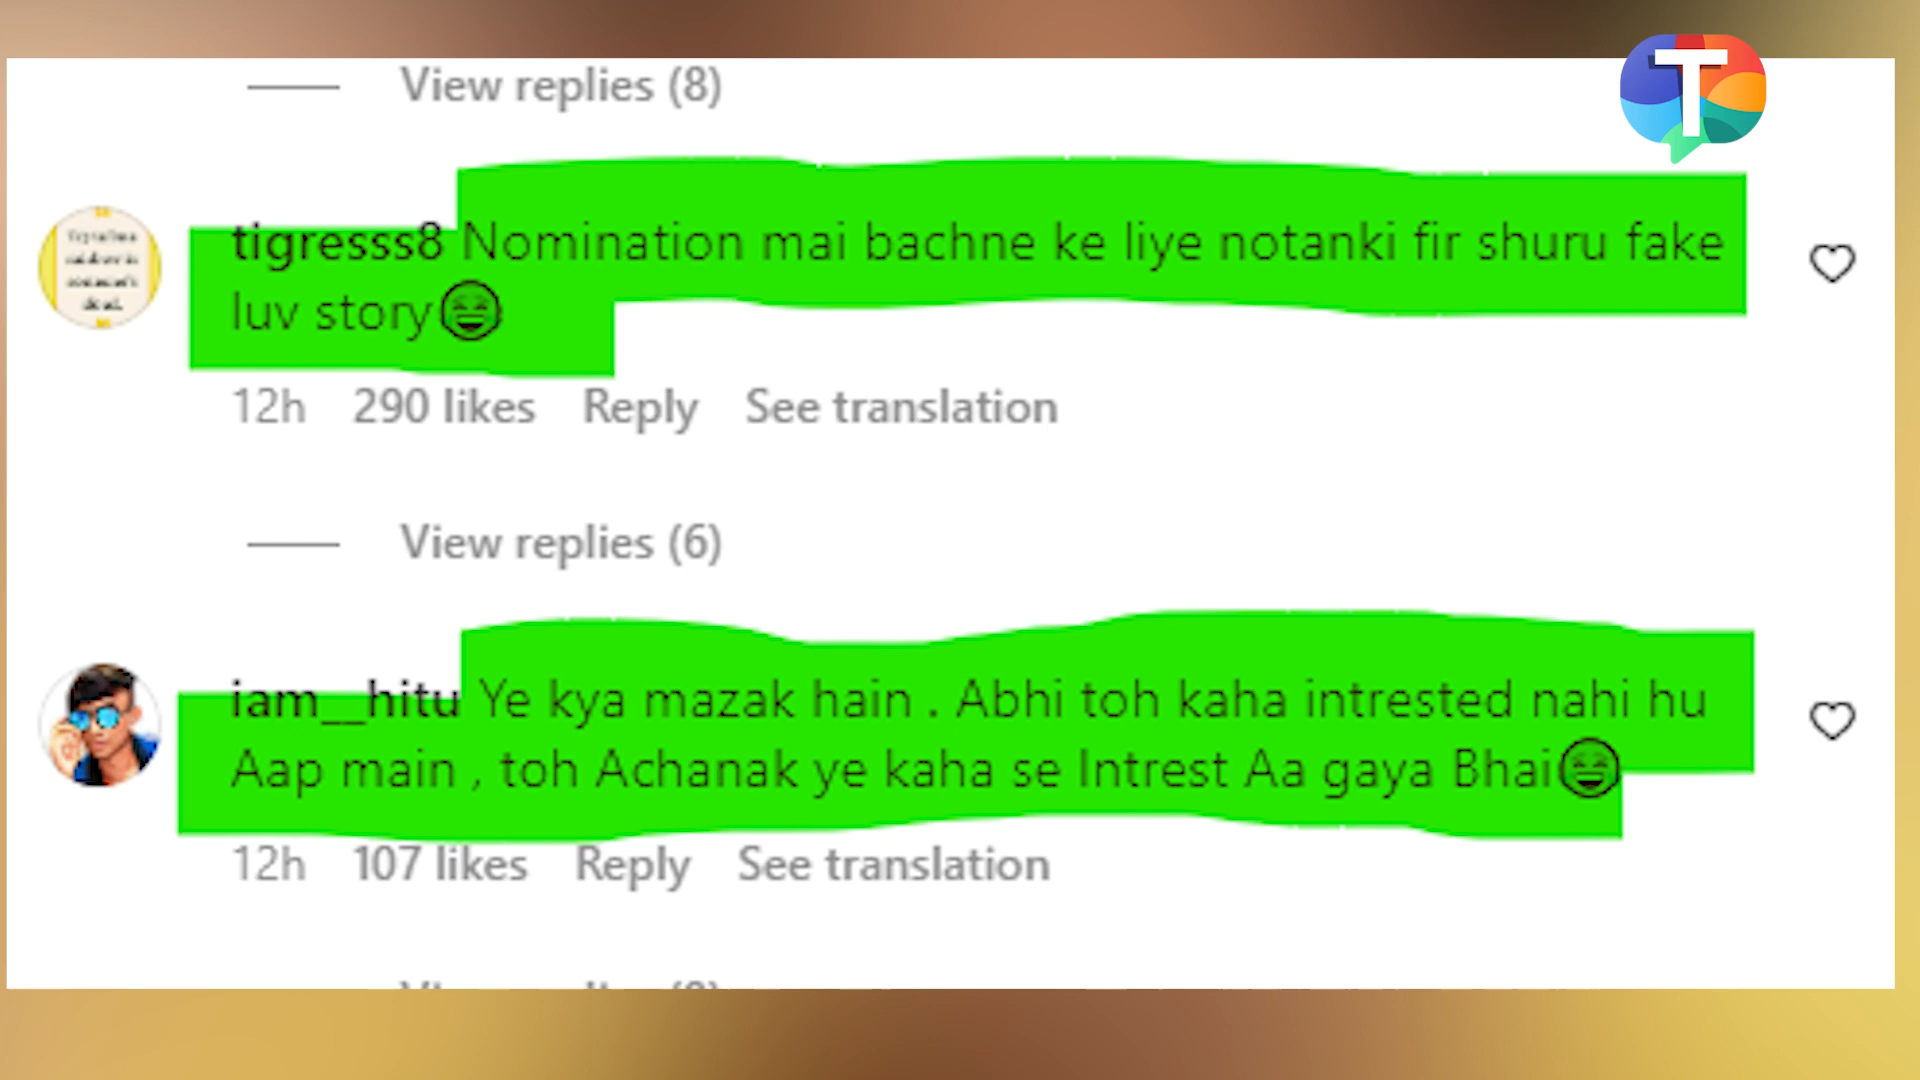 View replies (8)
T
tigresss8 Nomination mai bachne ke liye notanki fir shuru fake
luv story😆
12h 290 likes Reply See translation
View replies (6)
iam__hitu Ye kya mazak hain . Abhi toh kaha intrested nahi hu
Aap main , toh Achanak ye kaha se Intrest Aa gaya Bhai😆
12h 107 likes Reply See translation